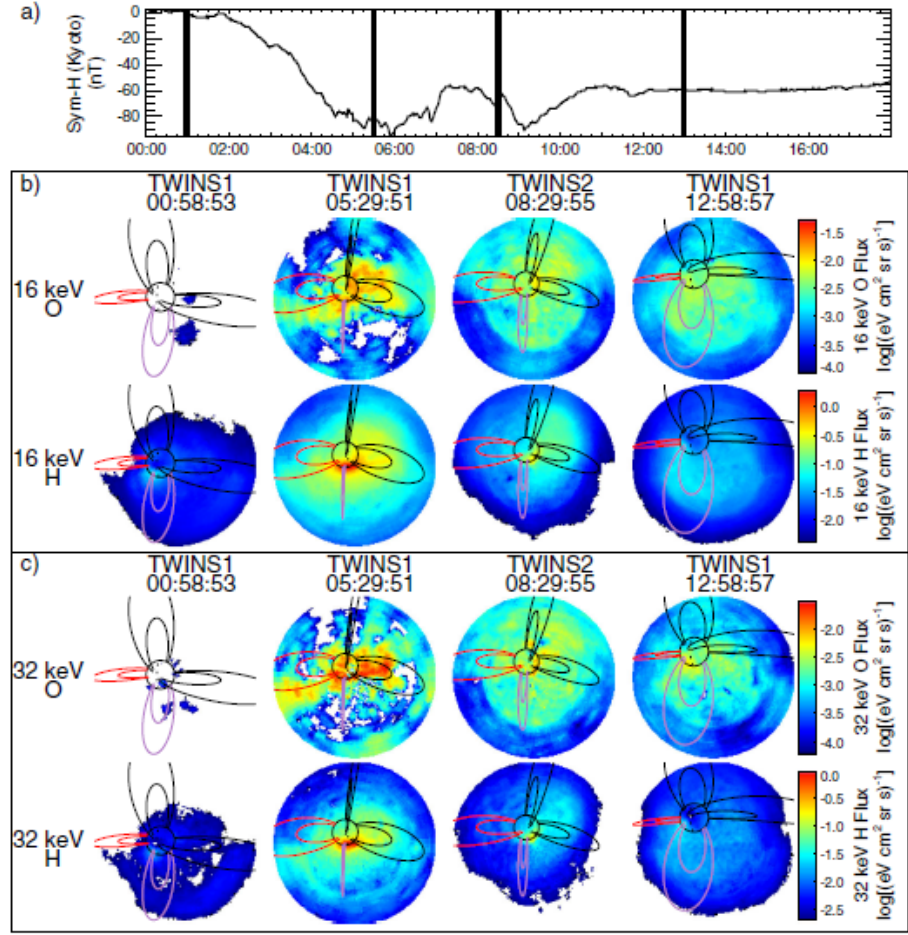 a)
Sym-H (Kyoto)
(nT)
0
-20
-40
-60
-80
00:00 02:00 04:00 06:00 08:00 10:00 12:00 14:00 16:00
b) TWINS1 TWINS1 TWINS2 TWINS1
00:58:53 05:29:51 08:29:55 12:58:57
16 keV
O
-1.5
-2.0
-2.5
-3.0
-3.5
-4.0
16 keV O Flux
log[(eV cm² sr s)⁻¹]
16 keV
H
0.0
-0.5
-1.0
-1.5
-2.0
16 keV H Flux
log[(eV cm² sr s)⁻¹]
c) TWINS1 TWINS1 TWINS2 TWINS1
00:58:53 05:29:51 08:29:55 12:58:57
32 keV
O
-2.0
-2.5
-3.0
-3.5
-4.0
32 keV O Flux
log[(eV cm² sr s)⁻¹]
32 keV
H
0.0
-0.5
-1.0
-1.5
-2.0
-2.5
32 keV H Flux
log[(eV cm² sr s)⁻¹]